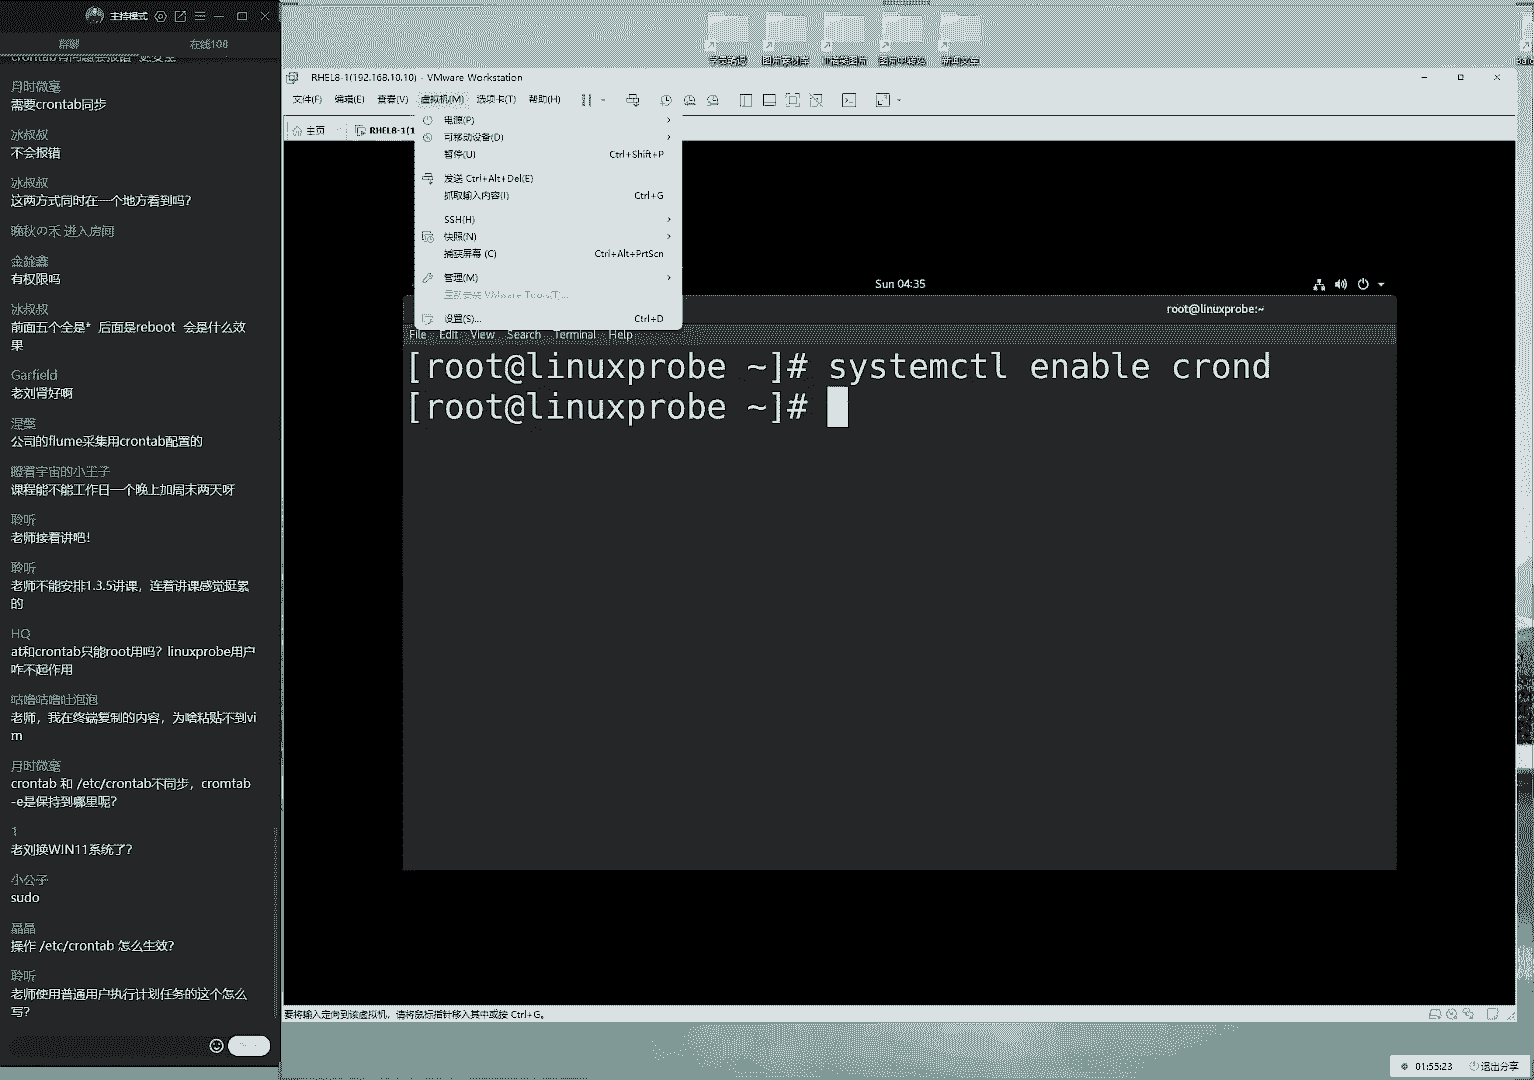 主持模式
群聊
在线108
月时微毫
需要crontab同步
冰叔叔
不会报错
冰叔叔
这两方式同时在一个地方看到吗?
晚秋の禾 进入房间
有权限吗
冰叔叔
前面五个全是* 后面是reboot 会是什么效
果
Garfield
老刘肾好啊
涅槃
公司的flume采集用crontab配置的
瞪着宇宙的小王子
课程能不能工作日一个晚上加周末两天呀
聆听
老师接着讲吧!
聆听
老师不能安排1.3.5讲课，连着讲课感觉挺累
的
HQ
at和crontab只能root用吗？linuxprobe用户
咋不起作用
咕噜咕噜吐泡泡
老师，我在终端复制的内容，为啥粘贴不到vi
m
月时微毫
crontab 和 /etc/crontab不同步，cromtab
-e是保持到哪里呢?
1
老刘换WIN11系统了?
小公子
sudo
晶晶
操作 /etc/crontab 怎么生效?
聆听
老师使用普通用户执行计划任务的这个怎么
写?
RHEL8-1(192.168.10.10) - VMware Workstation
文件(F) 编辑(E) 查看(V) 虚拟机(M) 选项卡(T) 帮助(H)
主页 RHEL8-1(1
电源(P)
可移动设备(D)
暂停(U) Ctrl+Shift+P
发送 Ctrl+Alt+Del(E)
抓取输入内容(I) Ctrl+G
SSH(H)
快照(N)
捕获屏幕 (C) Ctrl+Alt+PrtScn
管理(M)
重新安装 VMware Tools(T)...
设置(S)... Ctrl+D
Sun 04:35
root@linuxprobe:~
File Edit View Search Terminal Help
[root@linuxprobe ~]# systemctl enable crond
[root@linuxprobe ~]#
要将输入定向到该虚拟机，请将鼠标指针移入其中或按 Ctrl+G。
01:55:23 退出分享